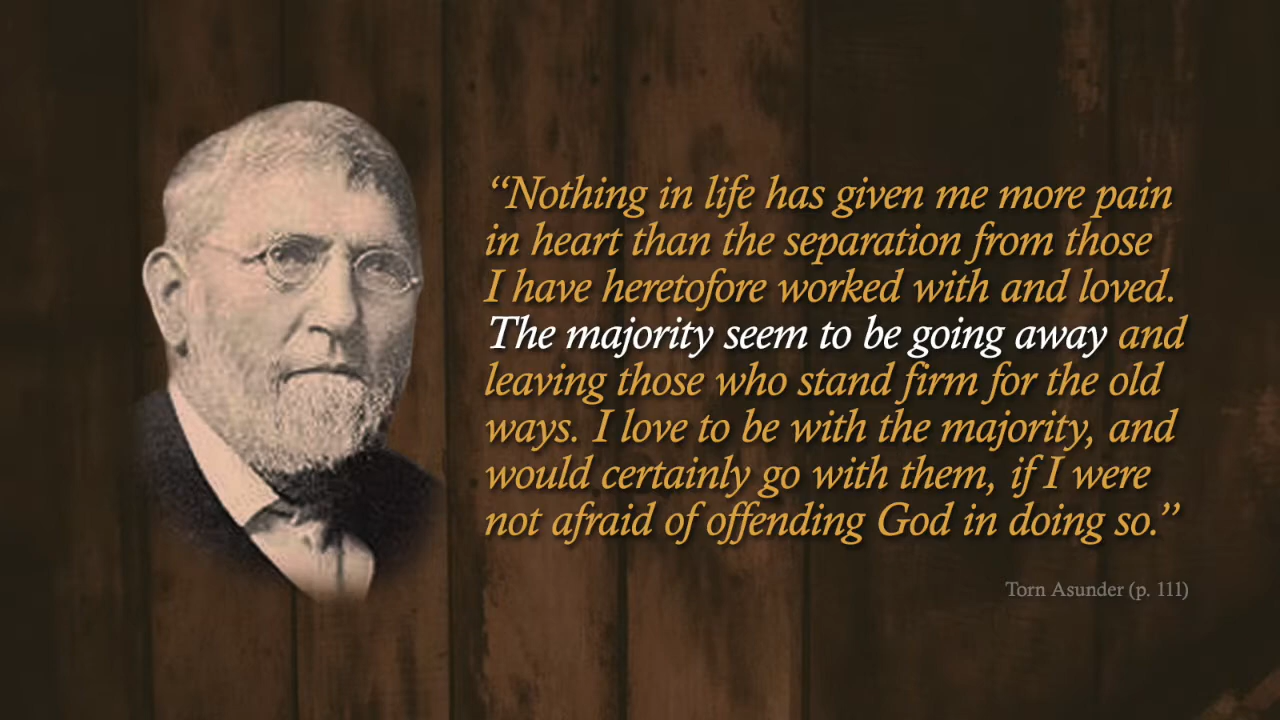 “Nothing in life has given me more pain
in heart than the separation from those
I have heretofore worked with and loved.
The majority seem to be going away and
leaving those who stand firm for the old
ways. I love to be with the majority, and
would certainly go with them, if I were
not afraid of offending God in doing so.”
Torn Asunder (p. 111)